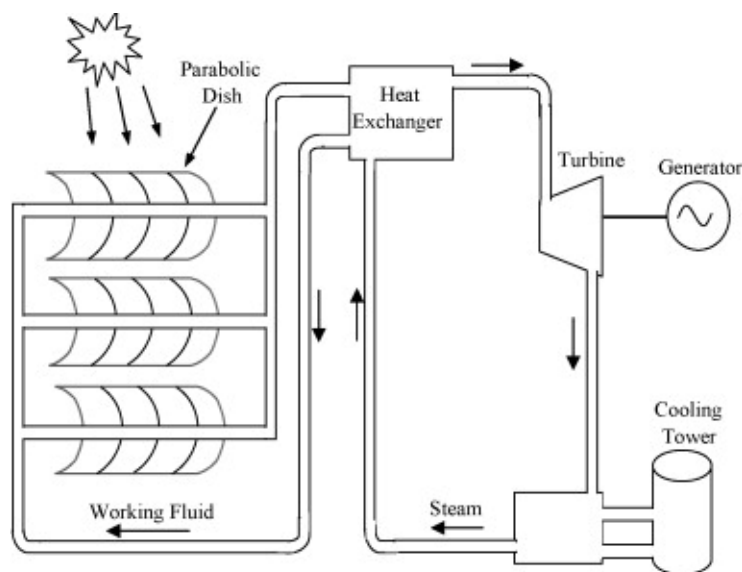 Parabolic
Dish
Heat
Exchanger
Turbine
Generator
Cooling
Tower
Steam
Working Fluid